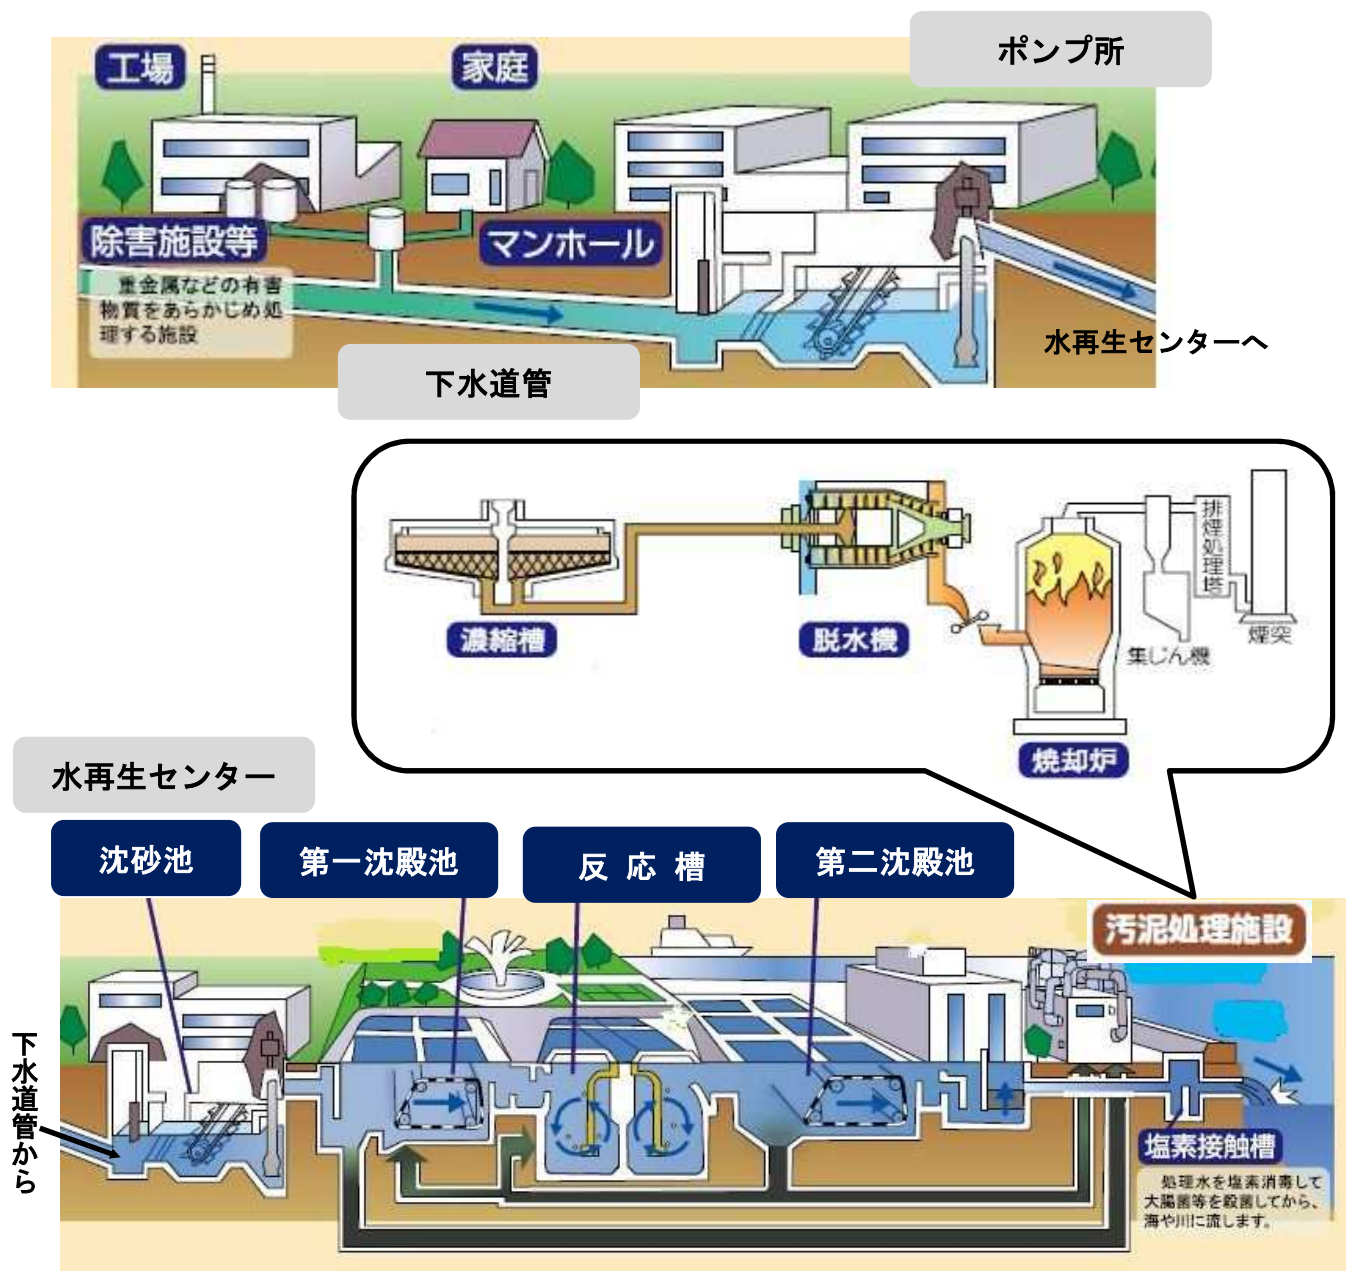 ポンプ所
工場
家庭
除害施設等
マンホール
重金属などの有害
物質をあらかじめ処
理する施設
水再生センターへ
下水道管
排煙処理塔
濃縮槽
脱水機
集じん機
煙突
焼却炉
水再生センター
沈砂池
第一沈殿池
反応槽
第二沈殿池
汚泥処理施設
下水道管から
塩素接触槽
処理水を塩素消毒して
大腸菌等を殺菌してから、
海や川に流します。